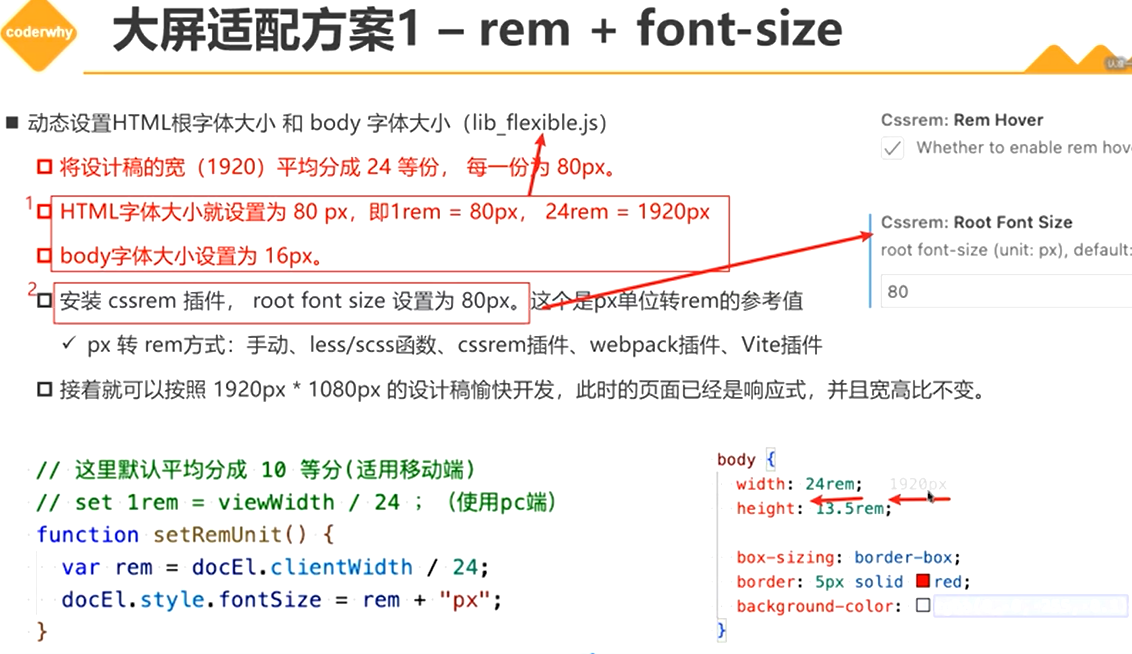 coderwhy
大屏适配方案1 – rem + font-size
认准一
动态设置HTML根字体大小 和 body 字体大小（lib_flexible.js）
将设计稿的宽（1920）平均分成 24 等份， 每一份为 80px。
1
HTML字体大小就设置为 80 px，即1rem = 80px， 24rem = 1920px
body字体大小设置为 16px。
2
安装 cssrem 插件， root font size 设置为 80px。这个是px单位转rem的参考值
✓ px 转 rem方式：手动、less/scss函数、cssrem插件、webpack插件、Vite插件
接着就可以按照 1920px * 1080px 的设计稿愉快开发，此时的页面已经是响应式，并且宽高比不变。
Cssrem: Rem Hover
Whether to enable rem hov
Cssrem: Root Font Size
root font-size (unit: px), default:
80
// 这里默认平均分成 10 等分(适用移动端)
// set 1rem = viewWidth / 24 ；（使用pc端）
function setRemUnit() {
var rem = docEl.clientWidth / 24;
docEl.style.fontSize = rem + "px";
}
body {
width: 24rem; 1920px
height: 13.5rem;
box-sizing: border-box;
border: 5px solid red;
background-color:
}